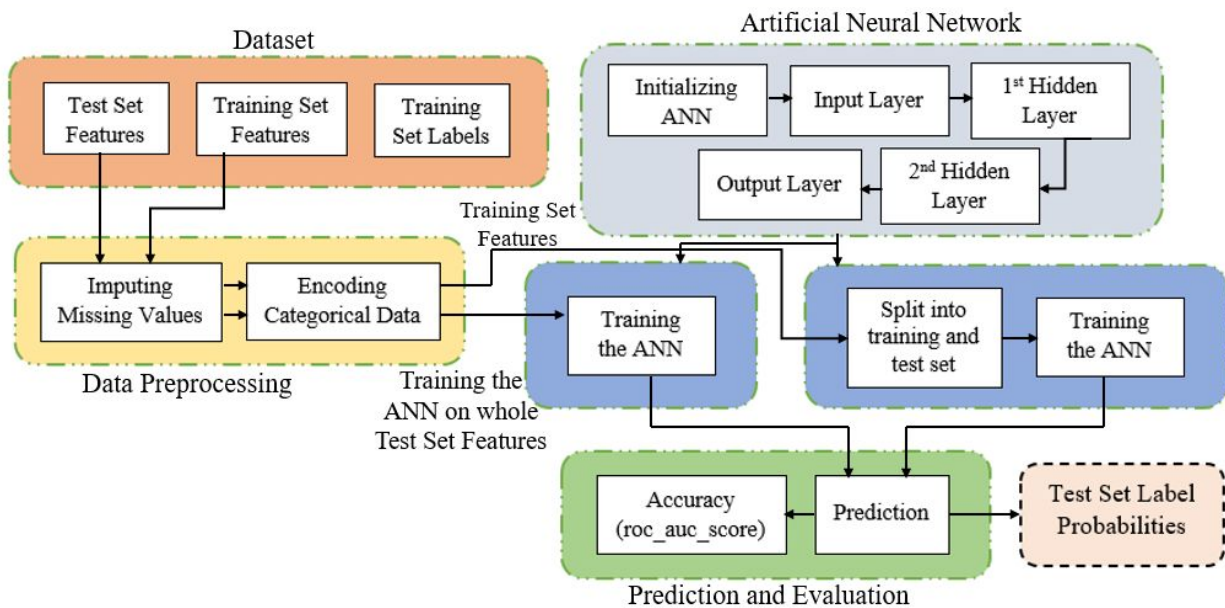 Dataset
Test Set
Features
Training Set
Features
Training
Set Labels
Artificial Neural Network
Initializing
ANN
Input Layer
1st Hidden
Layer
Output Layer
2nd Hidden
Layer
Training Set
Features
Imputing
Missing Values
Encoding
Categorical Data
Data Preprocessing
Training
the ANN
Training the
ANN on whole
Test Set Features
Split into
training and
test set
Training
the ANN
Accuracy
(roc_auc_score)
Prediction
Test Set Label
Probabilities
Prediction and Evaluation